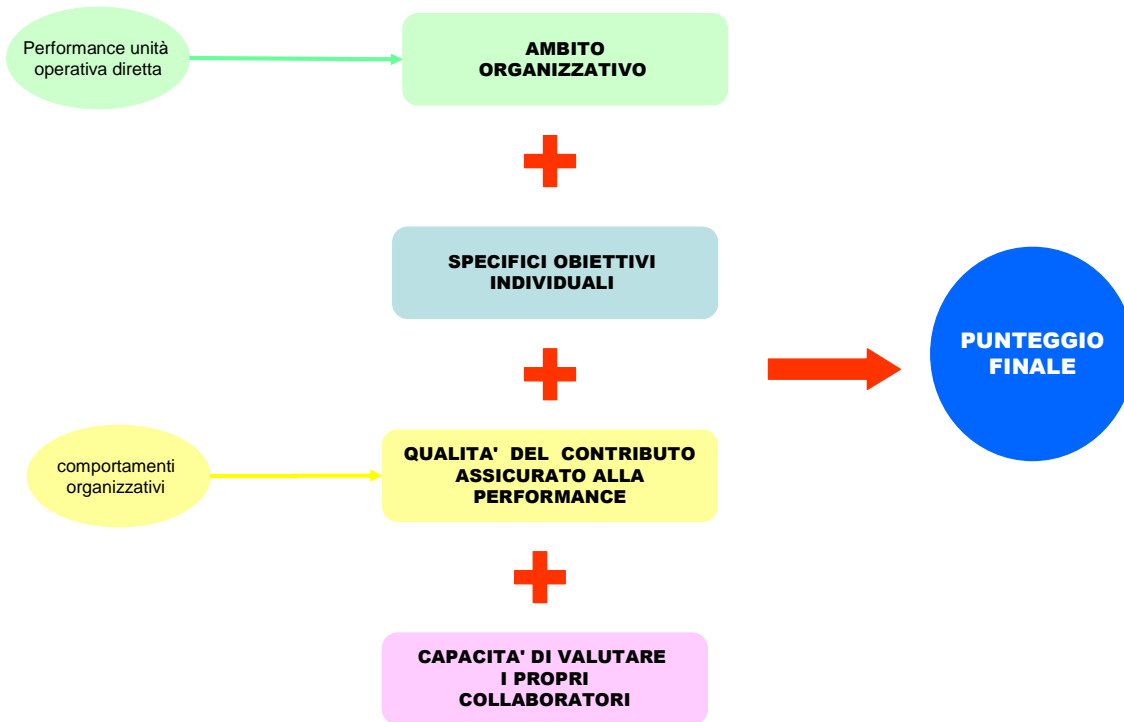 Performance unità
operativa diretta
AMBITO
ORGANIZZATIVO
SPECIFICI OBIETTIVI
INDIVIDUALI
PUNTEGGIO
FINALE
comportamenti
organizzativi
QUALITA' DEL CONTRIBUTO
ASSICURATO ALLA
PERFORMANCE
CAPACITA' DI VALUTARE
I PROPRI
COLLABORATORI